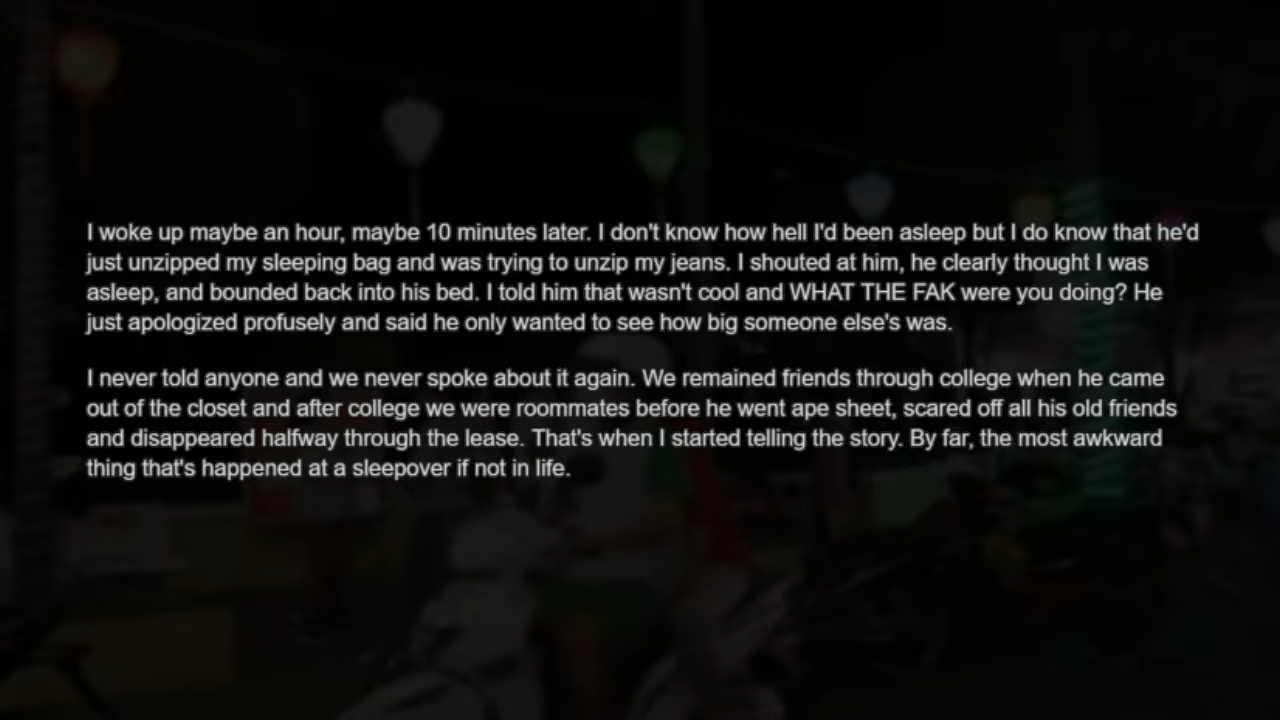 I woke up maybe an hour, maybe 10 minutes later. I don't know how hell I'd been asleep but I do know that he'd
just unzipped my sleeping bag and was trying to unzip my jeans. I shouted at him, he clearly thought I was
asleep, and bounded back into his bed. I told him that wasn't cool and WHAT THE FAK were you doing? He
just apologized profusely and said he only wanted to see how big someone else's was.
I never told anyone and we never spoke about it again. We remained friends through college when he came
out of the closet and after college we were roommates before he went ape sheet, scared off all his old friends
and disappeared halfway through the lease. That's when I started telling the story. By far, the most awkward
thing that's happened at a sleepover if not in life.